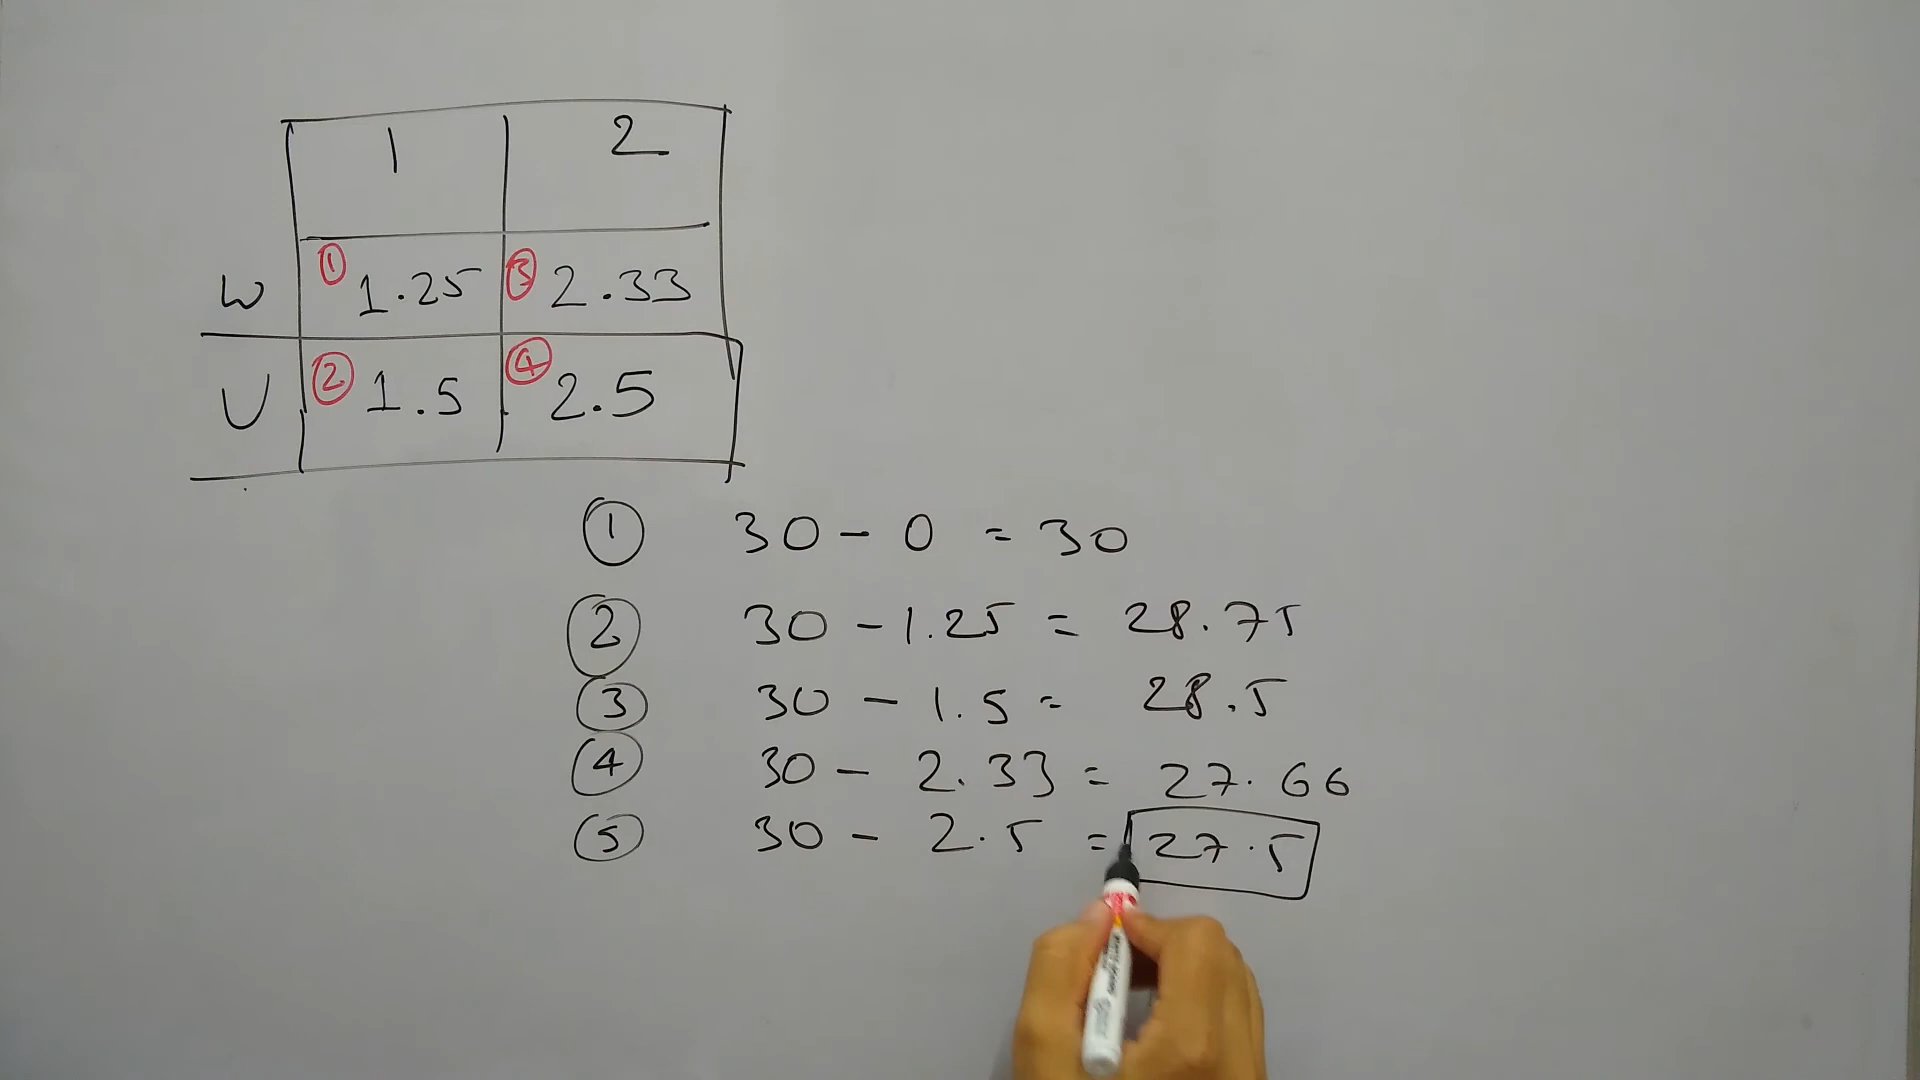 1 2
W ① 1.25 ③ 2.33
U ② 1.5 ④ 2.5
① 30 - 0 = 30
② 30 - 1.25 = 28.75
③ 30 - 1.5 = 28.5
④ 30 - 2.33 = 27.66
⑤ 30 - 2.5 = 27.5